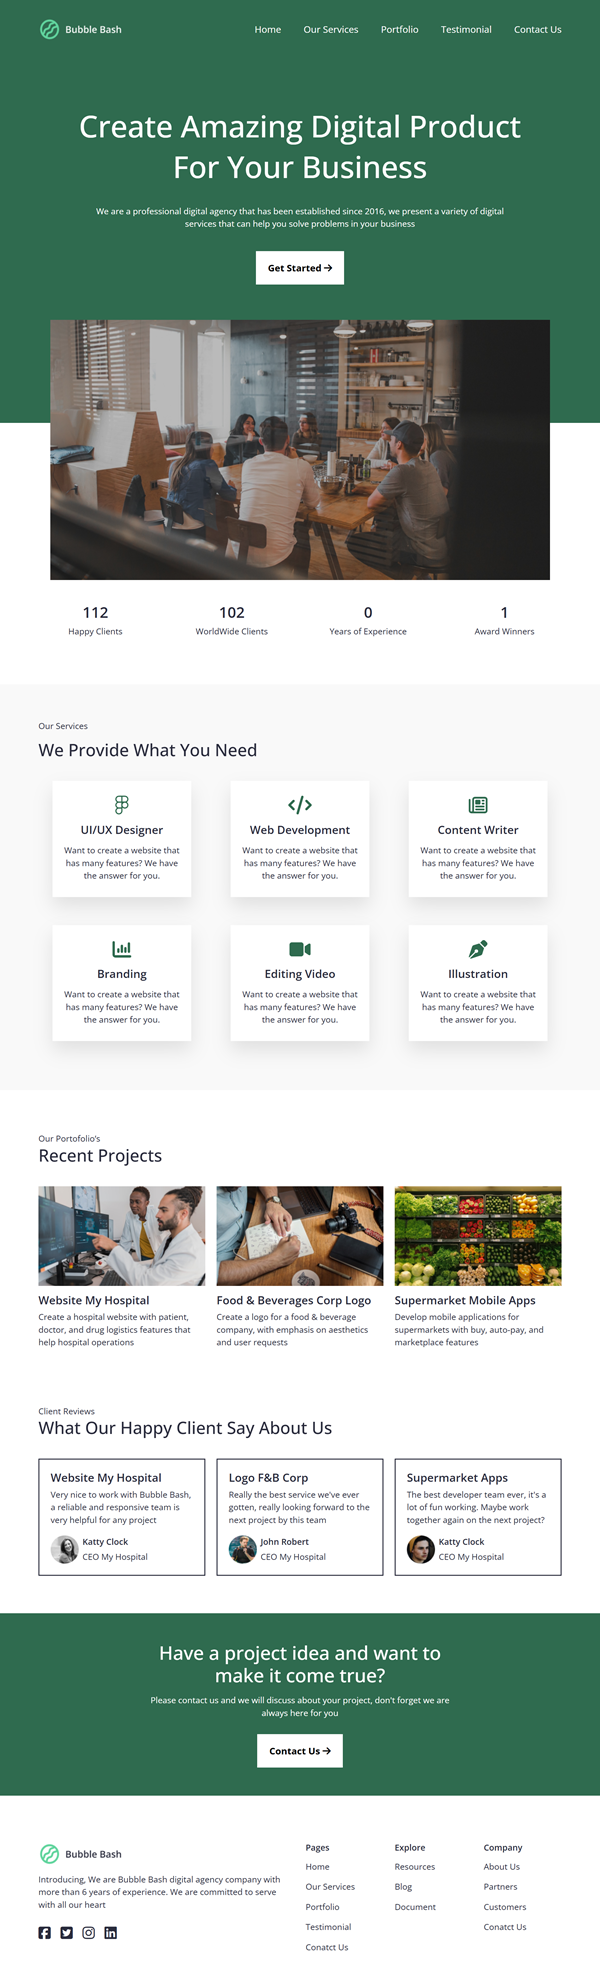 Bubble Bash
Home Our Services Portfolio Testimonial Contact Us
Create Amazing Digital Product
For Your Business
We are a professional digital agency that has been established since 2016, we present a variety of digital
services that can help you solve problems in your business
Get Started →
112 102 0 1
Happy Clients WorldWide Clients Years of Experience Award Winners
Our Services
We Provide What You Need
UI/UX Designer
Want to create a website that
has many features? We have
the answer for you.
Web Development
Want to create a website that
has many features? We have
the answer for you.
Content Writer
Want to create a website that
has many features? We have
the answer for you.
Branding
Want to create a website that
has many features? We have
the answer for you.
Editing Video
Want to create a website that
has many features? We have
the answer for you.
Illustration
Want to create a website that
has many features? We have
the answer for you.
Our Portofolio's
Recent Projects
Website My Hospital
Create a hospital website with patient,
doctor, and drug logistics features that
help hospital operations
Food & Beverages Corp Logo
Create a logo for a food & beverage
company, with emphasis on aesthetics
and user requests
Supermarket Mobile Apps
Develop mobile applications for
supermarkets with buy, auto-pay, and
marketplace features
Client Reviews
What Our Happy Client Say About Us
Website My Hospital
Very nice to work with Bubble Bash,
a reliable and responsive team is
very helpful for any project
Katty Clock
CEO My Hospital
Logo F&B Corp
Really the best service we've ever
gotten, really looking forward to the
next project by this team
John Robert
CEO My Hospital
Supermarket Apps
The best developer team ever, it's a
lot of fun working. Maybe work
together again on the next project?
Katty Clock
CEO My Hospital
Have a project idea and want to
make it come true?
Please contact us and we will discuss about your project, don't forget we are
always here for you
Contact Us →
Bubble Bash
Introducing, We are Bubble Bash digital agency company with
more than 6 years of experience. We are committed to serve
with all our heart
Pages
Home
Our Services
Portfolio
Testimonial
Conatct Us
Explore
Resources
Blog
Document
Company
About Us
Partners
Customers
Conatct Us